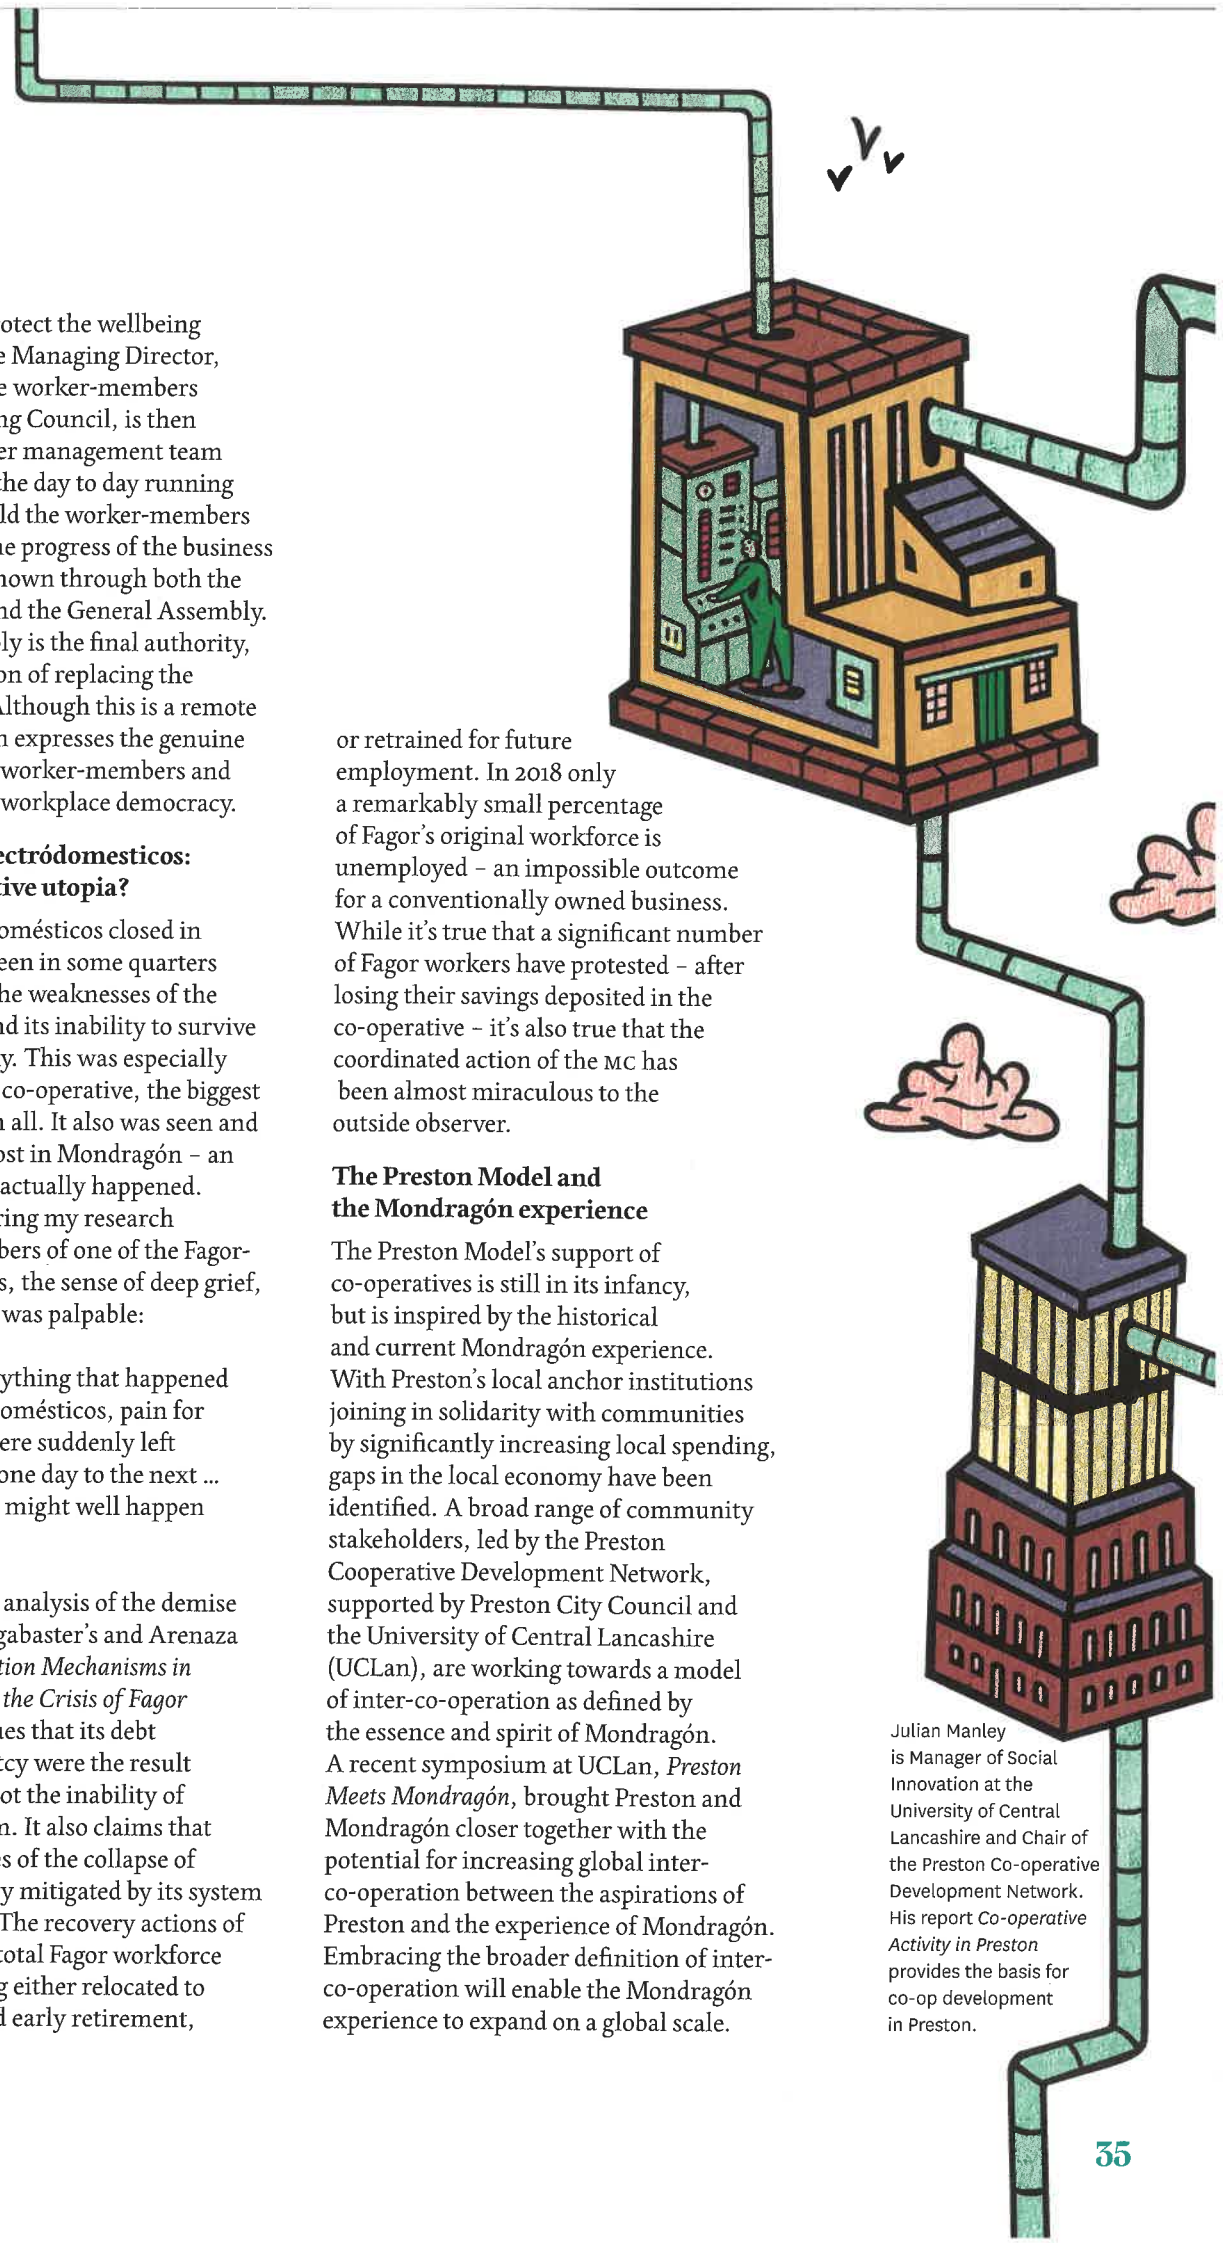 otect the wellbeing
Managing Director,
worker-members
Council, is then
management team
the day to day running
the worker-members
progress of the business
through both the
the General Assembly.
is the final authority,
of replacing the
Although this is a remote
expresses the genuine
worker-members and
workplace democracy.
ectródomesticos:
tive utopia?
omésticos closed in
een in some quarters
he weaknesses of the
nd its inability to survive
y. This was especially
co-operative, the biggest
all. It also was seen and
ost in Mondragón – an
actually happened.
ring my research
bers of one of the Fagor-
s, the sense of deep grief,
was palpable:
ything that happened
omésticos, pain for
ere suddenly left
one day to the next ...
might well happen
analysis of the demise
gabaster's and Arenaza
tion Mechanisms in
the Crisis of Fagor
ues that its debt
tcy were the result
ot the inability of
n. It also claims that
s of the collapse of
y mitigated by its system
The recovery actions of
total Fagor workforce
g either relocated to
d early retirement,
or retrained for future
employment. In 2018 only
a remarkably small percentage
of Fagor's original workforce is
unemployed – an impossible outcome
for a conventionally owned business.
While it's true that a significant number
of Fagor workers have protested – after
losing their savings deposited in the
co-operative – it's also true that the
coordinated action of the MC has
been almost miraculous to the
outside observer.
The Preston Model and
the Mondragón experience
The Preston Model's support of
co-operatives is still in its infancy,
but is inspired by the historical
and current Mondragón experience.
With Preston's local anchor institutions
joining in solidarity with communities
by significantly increasing local spending,
gaps in the local economy have been
identified. A broad range of community
stakeholders, led by the Preston
Cooperative Development Network,
supported by Preston City Council and
the University of Central Lancashire
(UCLan), are working towards a model
of inter-co-operation as defined by
the essence and spirit of Mondragón.
A recent symposium at UCLan, Preston
Meets Mondragón, brought Preston and
Mondragón closer together with the
potential for increasing global inter-
co-operation between the aspirations of
Preston and the experience of Mondragón.
Embracing the broader definition of inter-
co-operation will enable the Mondragón
experience to expand on a global scale.
Julian Manley
is Manager of Social
Innovation at the
University of Central
Lancashire and Chair of
the Preston Co-operative
Development Network.
His report Co-operative
Activity in Preston
provides the basis for
co-op development
in Preston.
35